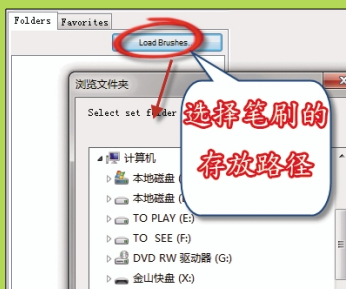 Folders Favorites
Load Brushes
浏览文件夹
Select set folder
选择笔刷的
存放路径
计算机
本地磁盘 (
本地磁盘 (
TO PLAY (E:)
TO SEE (F:)
DVD RW 驱动器 (G:)
金山快盘 (X:)